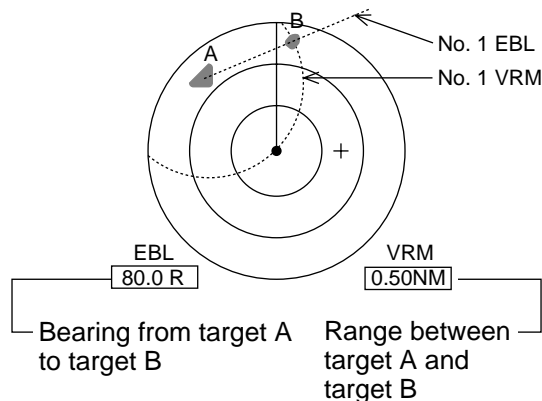 B
A
No. 1 EBL
No. 1 VRM
EBL
80.0 R
VRM
0.50NM
Bearing from target A
to target B
Range between
target A and
target B